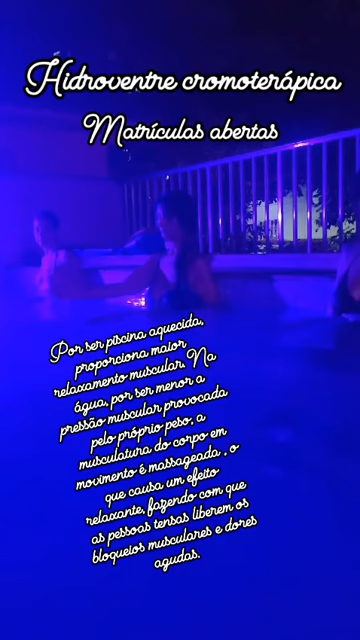 Hidroventre cromoterápica
Matrículas abertas
Por ser piscina aquecida,
proporciona maior
relaxamento muscular. Na
água, por ser menor a
pressão muscular provocada
pelo próprio peso, a
musculatura do corpo em
movimento é massageada , o
que causa um efeito
relaxante, fazendo com que
as pessoas tensas liberem os
bloqueios musculares e dores
agudas.